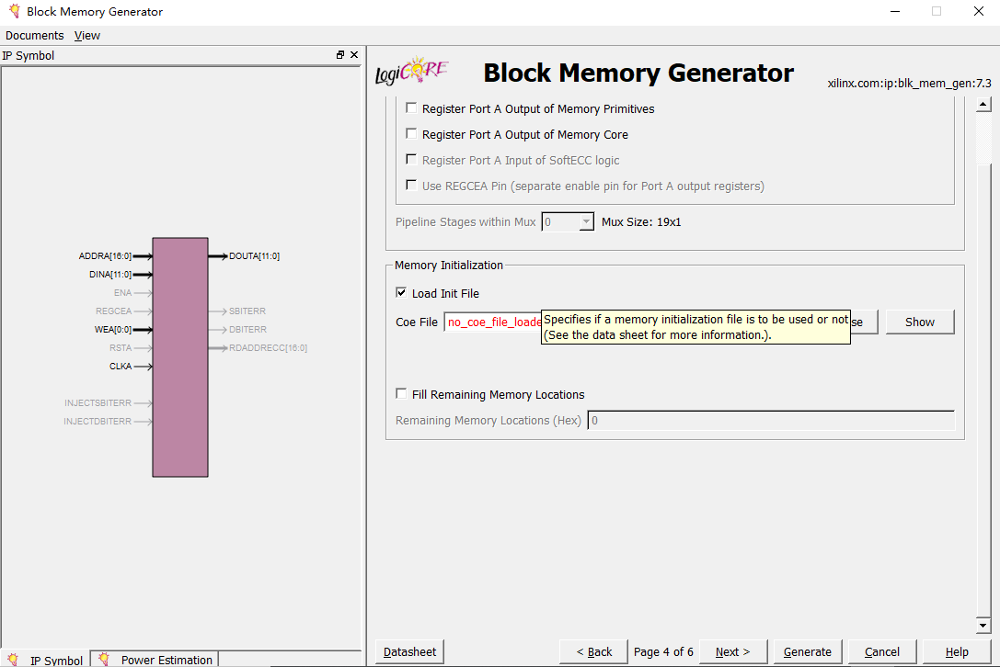 Block Memory Generator
Documents View
IP Symbol
LogiCORE
Block Memory Generator
xilinx.com:ip:blk_mem_gen:7.3
Register Port A Output of Memory Primitives
Register Port A Output of Memory Core
Register Port A Input of SoftECC logic
Use REGCEA Pin (separate enable pin for Port A output registers)
Pipeline Stages within Mux 0 Mux Size: 19x1
Memory Initialization
Load Init File
Coe File no_coe_file_loade
Specifies if a memory initialization file is to be used or not
(See the data sheet for more information.).
se
Show
Fill Remaining Memory Locations
Remaining Memory Locations (Hex) 0
ADDRA[16:0] DOUTA[11:0]
DINA[11:0]
ENA
REGCEA SBITERR
WEA[0:0] DBITERR
RSTA RDADDRECC[16:0]
CLKA
INJECTSBITERR
INJECTDBITERR
IP Symbol Power Estimation
Datasheet < Back Page 4 of 6 Next > Generate Cancel Help